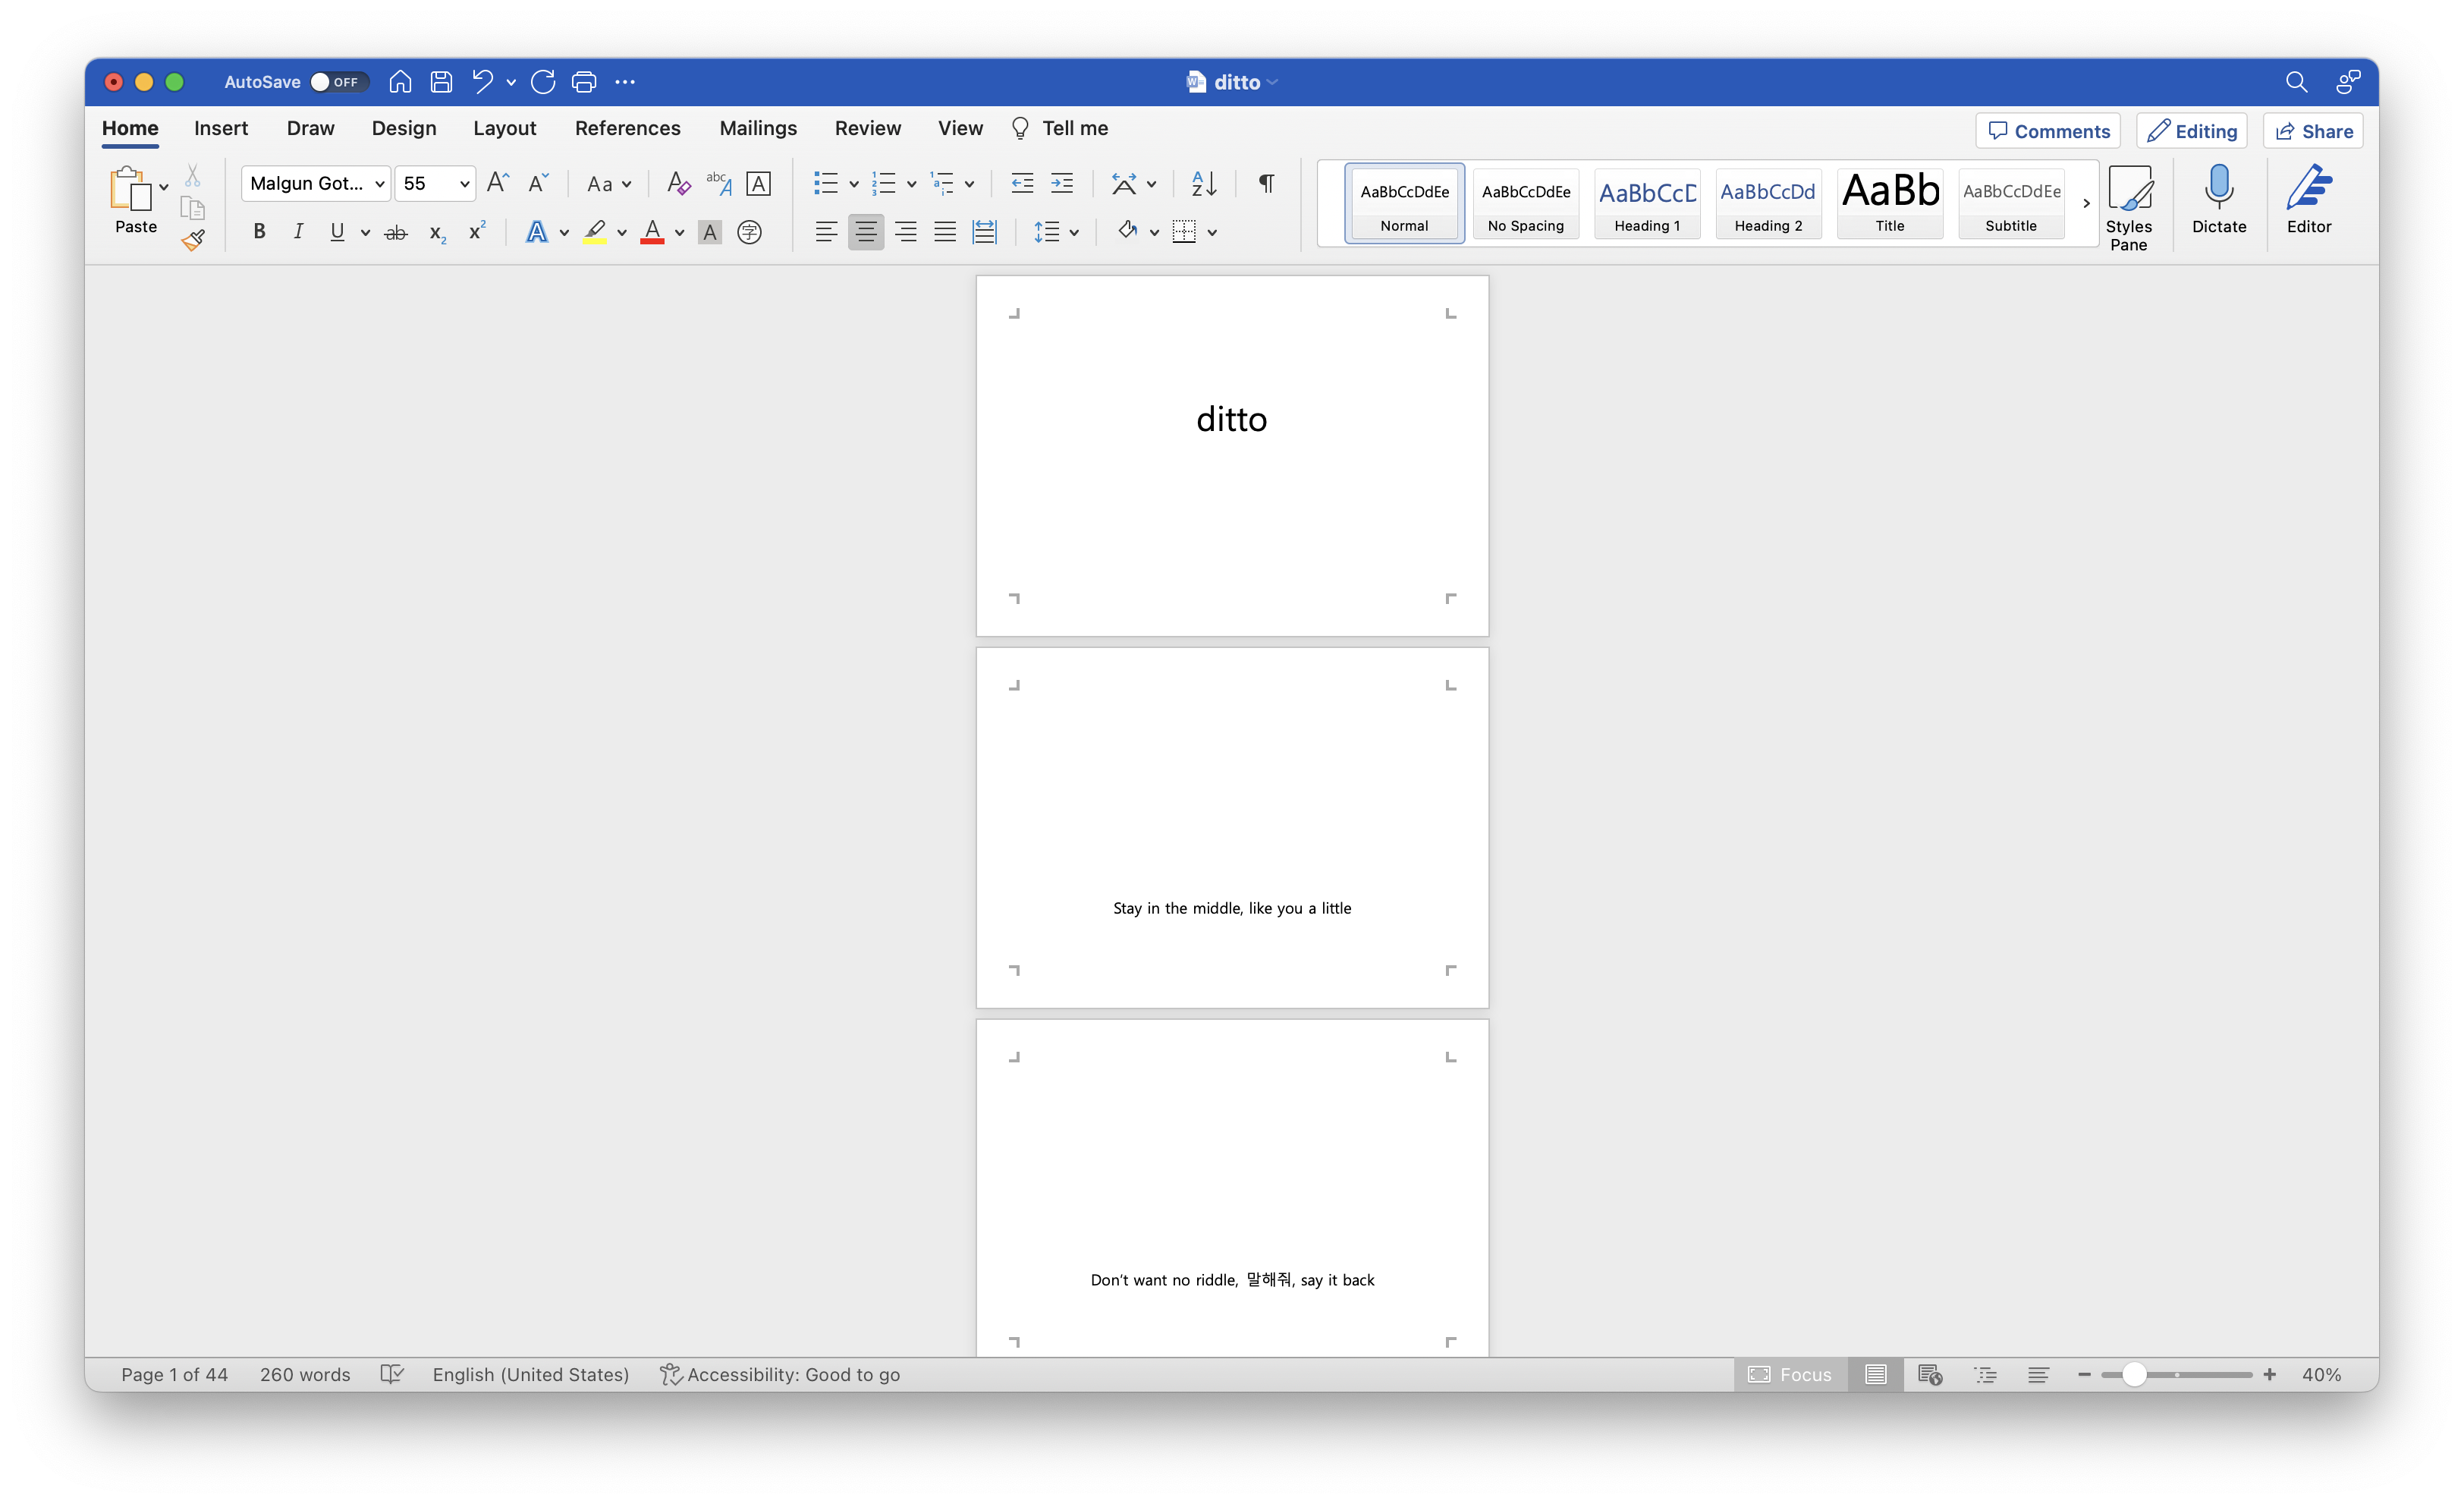 AutoSave OFF ditto
Home Insert Draw Design Layout References Mailings Review View Tell me Comments Editing Share
Paste
Malgun Got... 55
AaBbCcDdEe AaBbCcDdEe AaBbCcD AaBbCcDd AaBb AaBbCcDdEe
Normal No Spacing Heading 1 Heading 2 Title Subtitle
Styles
Pane
Dictate
Editor
ditto
Stay in the middle, like you a little
Don't want no riddle, 말해줘, say it back
Page 1 of 44 260 words English (United States) Accessibility: Good to go Focus 40%